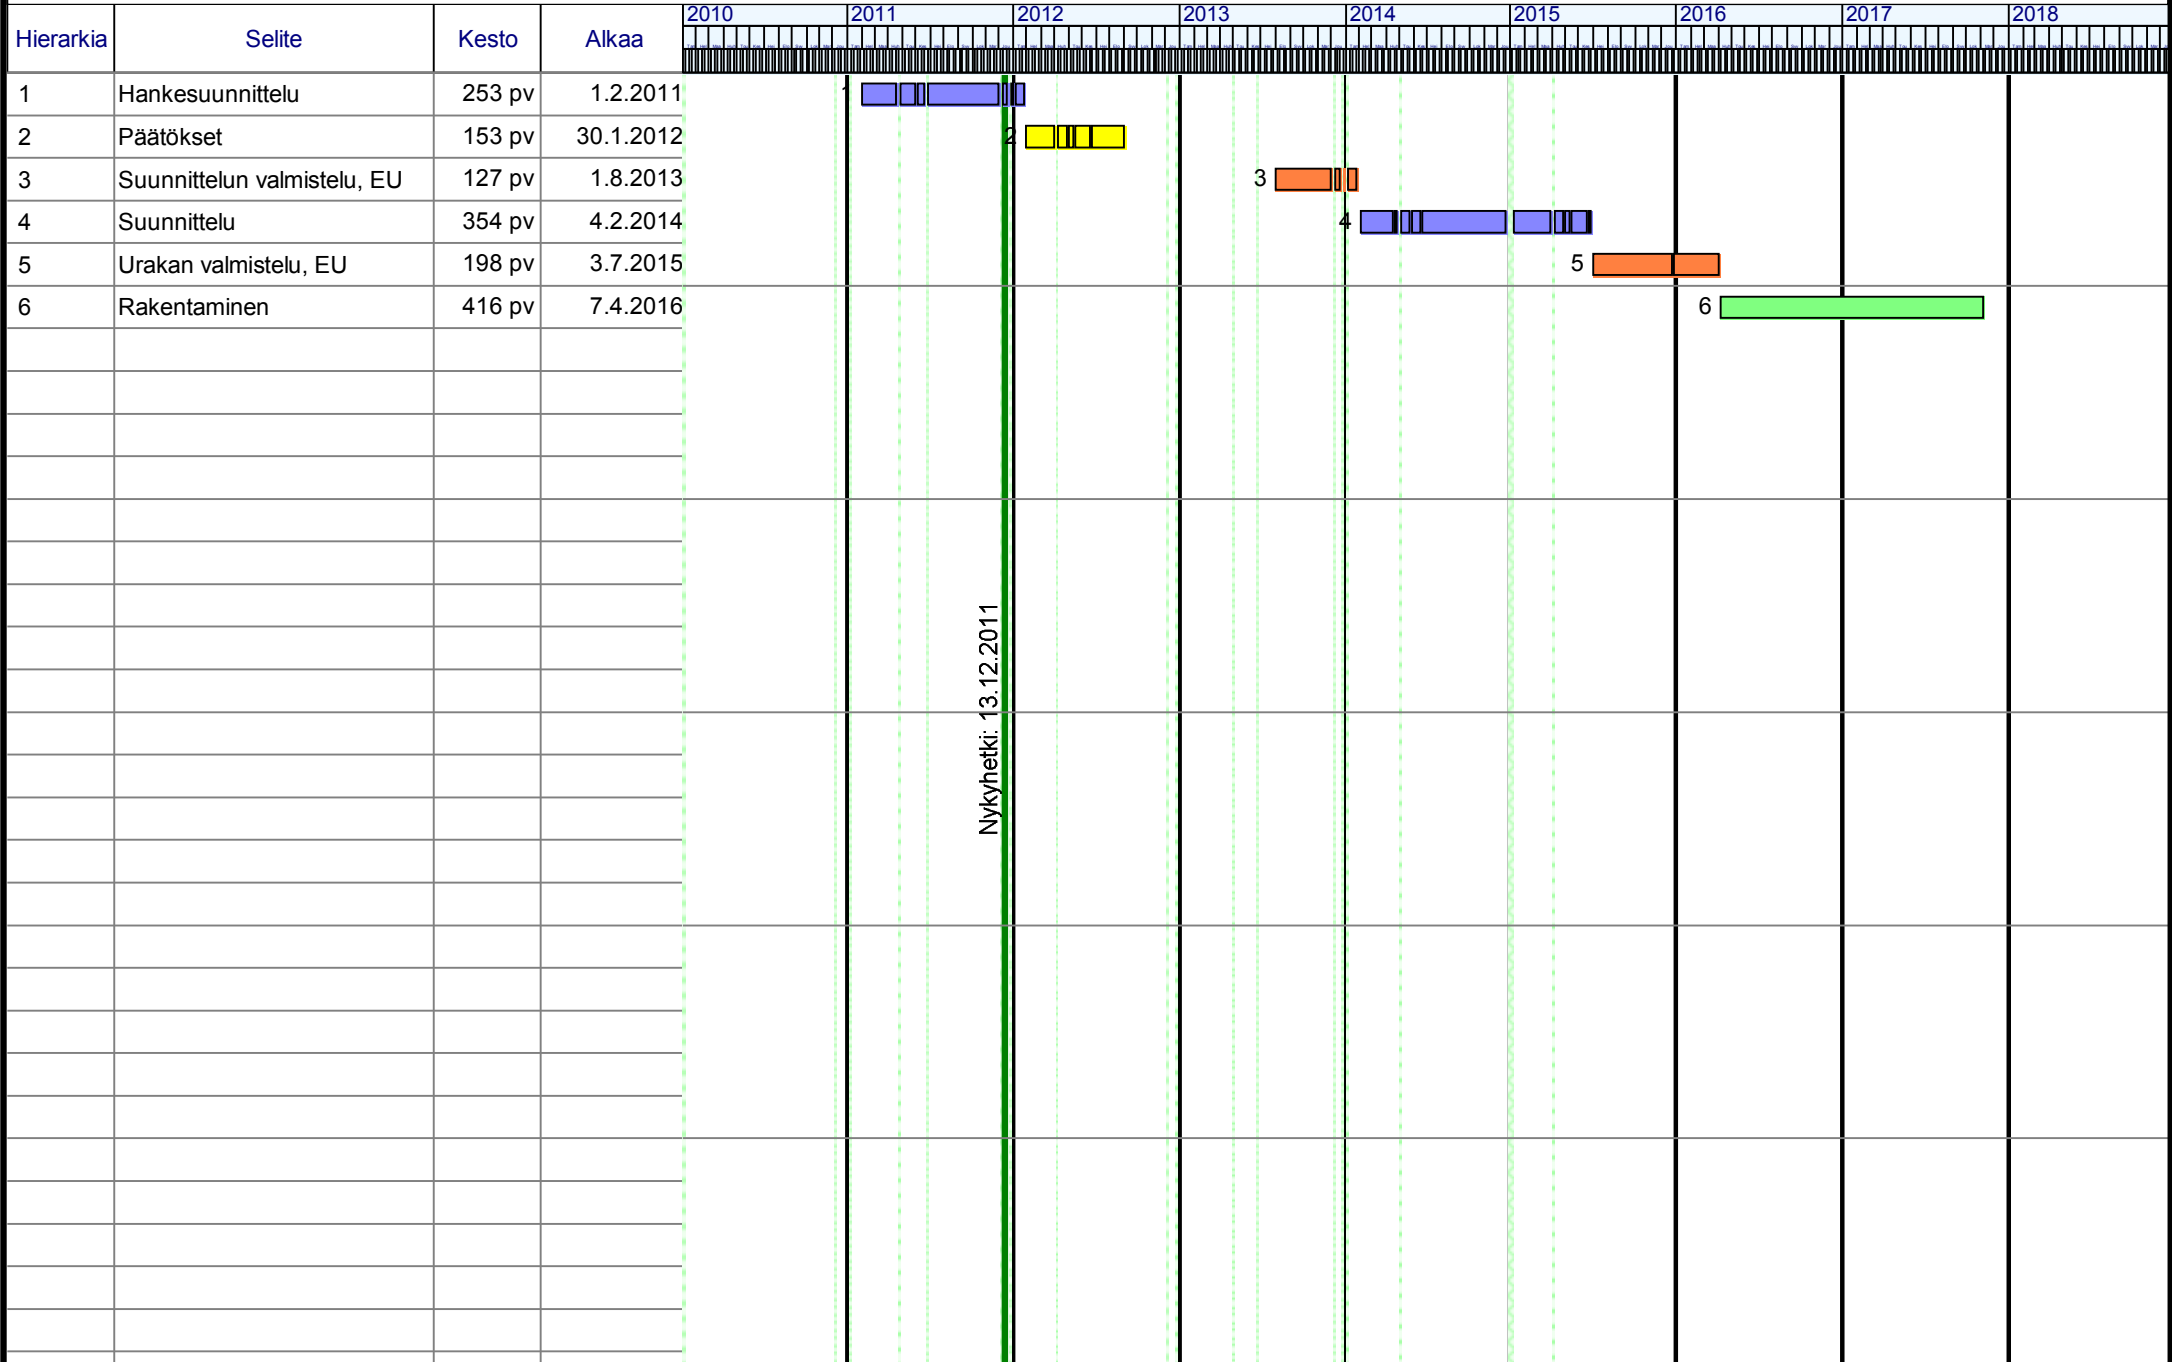 2010 2011 2012 2013 2014 2015 2016 2017 2018
Hierarkia Selite Kesto Alkaa
1 Hankesuunnittelu 253 pv 1.2.2011 1
2 Päätökset 153 pv 30.1.2012 2
3 Suunnittelun valmistelu, EU 127 pv 1.8.2013 3
4 Suunnittelu 354 pv 4.2.2014 4
5 Urakan valmistelu, EU 198 pv 3.7.2015 5
6 Rakentaminen 416 pv 7.4.2016 6
Nykyhetki: 13.12.2011